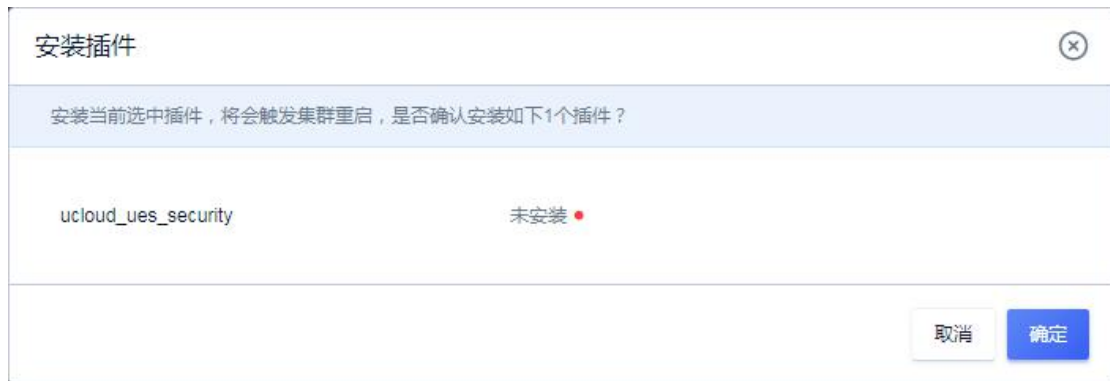 安装插件
安装当前选中插件，将会触发集群重启，是否确认安装如下1个插件？
ucloud_ues_security 未安装
取消 确定